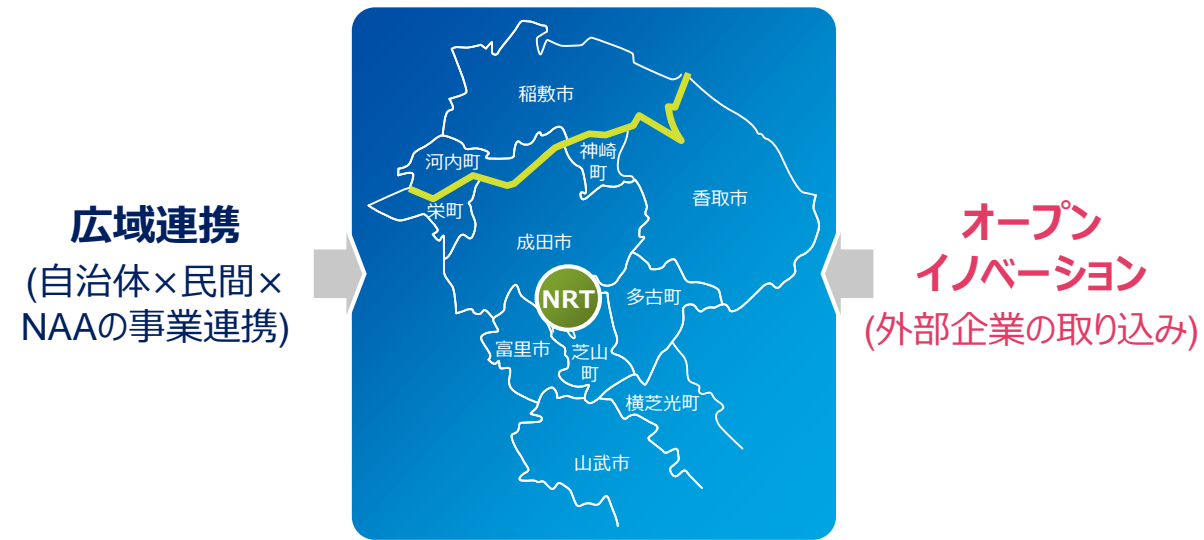 広域連携
(自治体×民間×
NAAの事業連携)
稲敷市
河内町
神崎
町
栄町
香取市
成田市
NRT
多古町
富里市
芝山
町
横芝光町
山武市
オープン
イノベーション
(外部企業の取り込み)